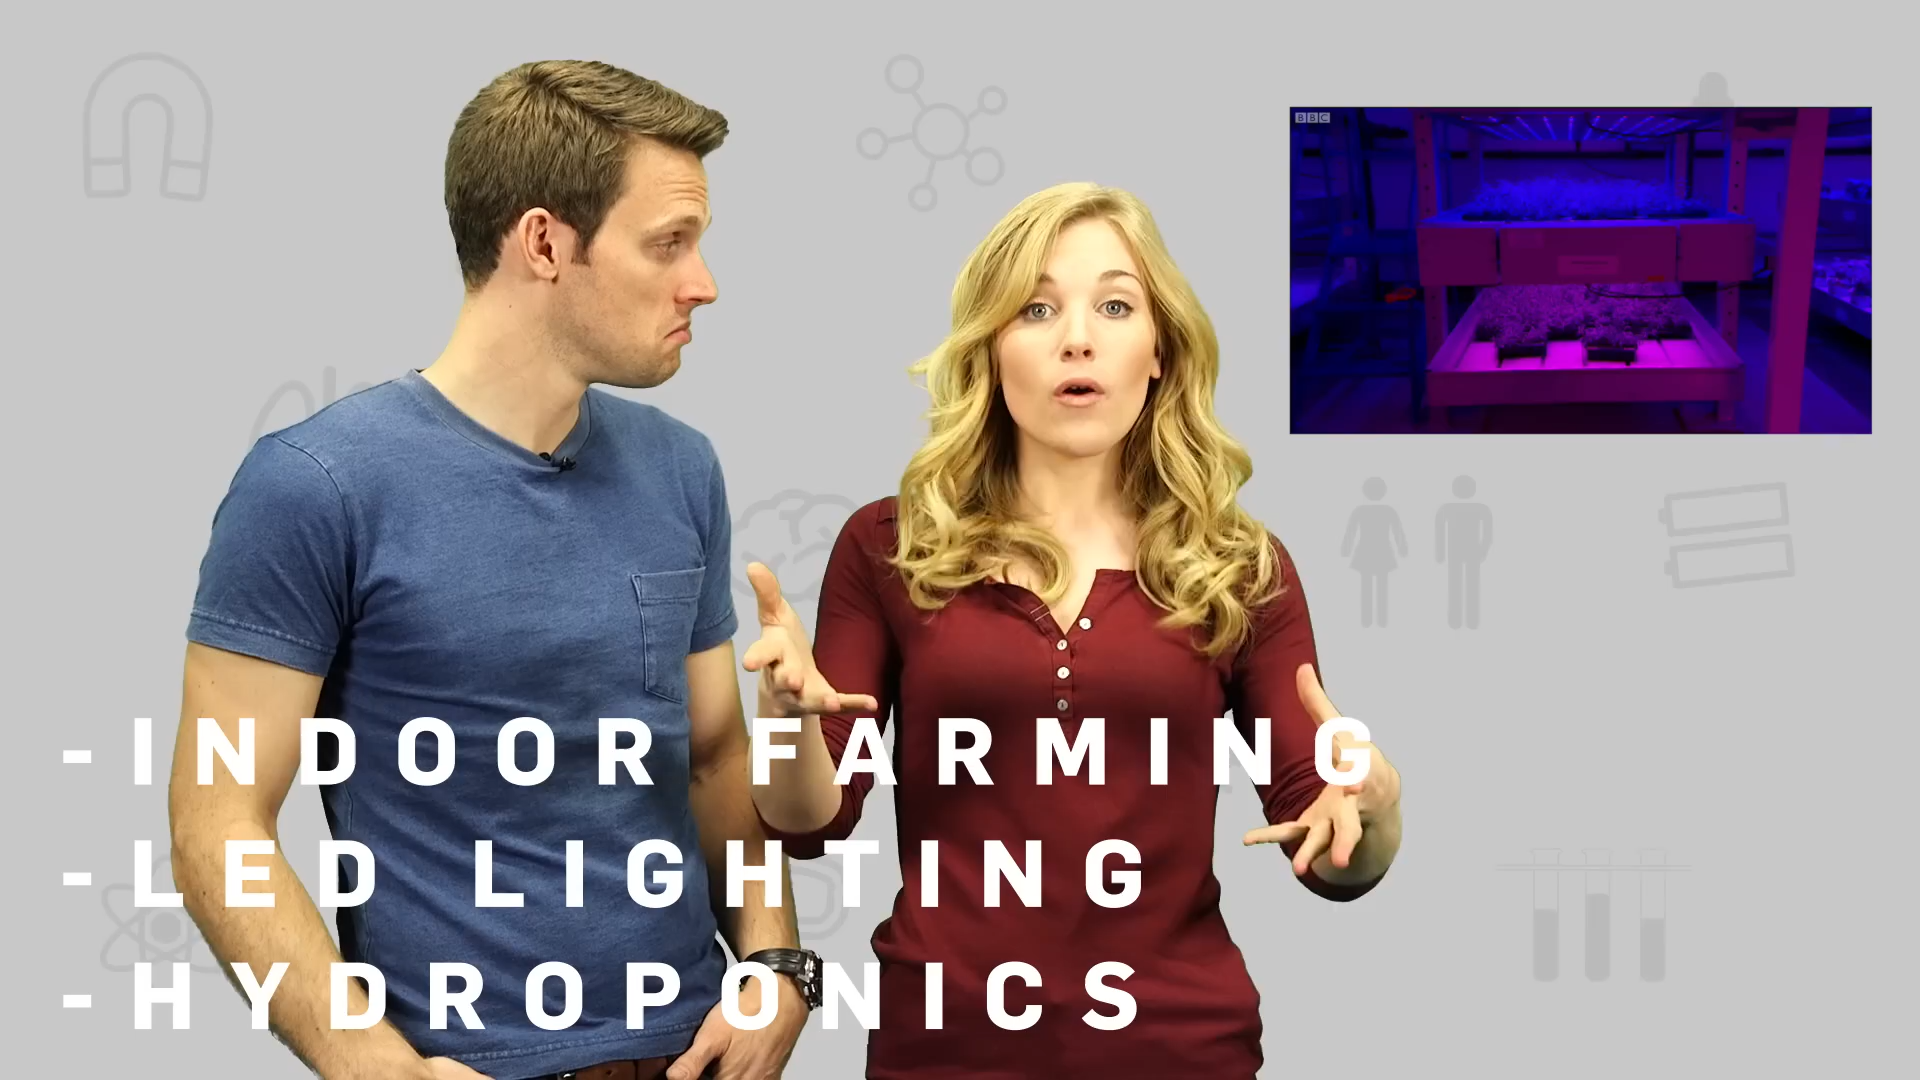 BBC
- INDOOR FARMING
- LED LIGHTING
- HYDROPONICS